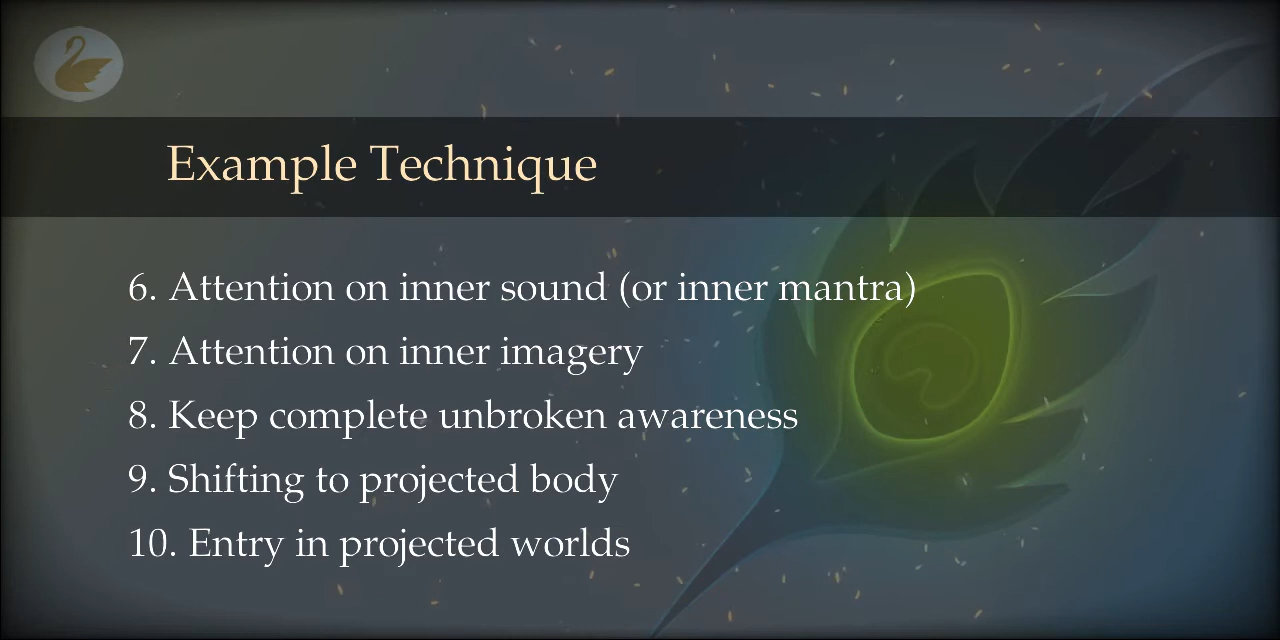 Example Technique
6. Attention on inner sound (or inner mantra)
7. Attention on inner imagery
8. Keep complete unbroken awareness
9. Shifting to projected body
10. Entry in projected worlds